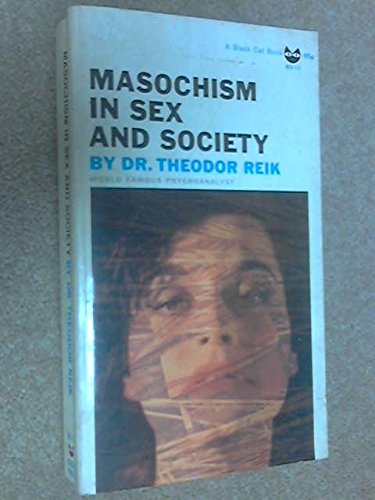 A Black Cat Book
95¢
MASOCHISM
IN SEX
AND SOCIETY
BY DR. THEODOR REIK
WORLD FAMOUS PSYCHOANALYST
MASOCHISM IN SEX AND SOCIETY BY DR. THEODOR REIK